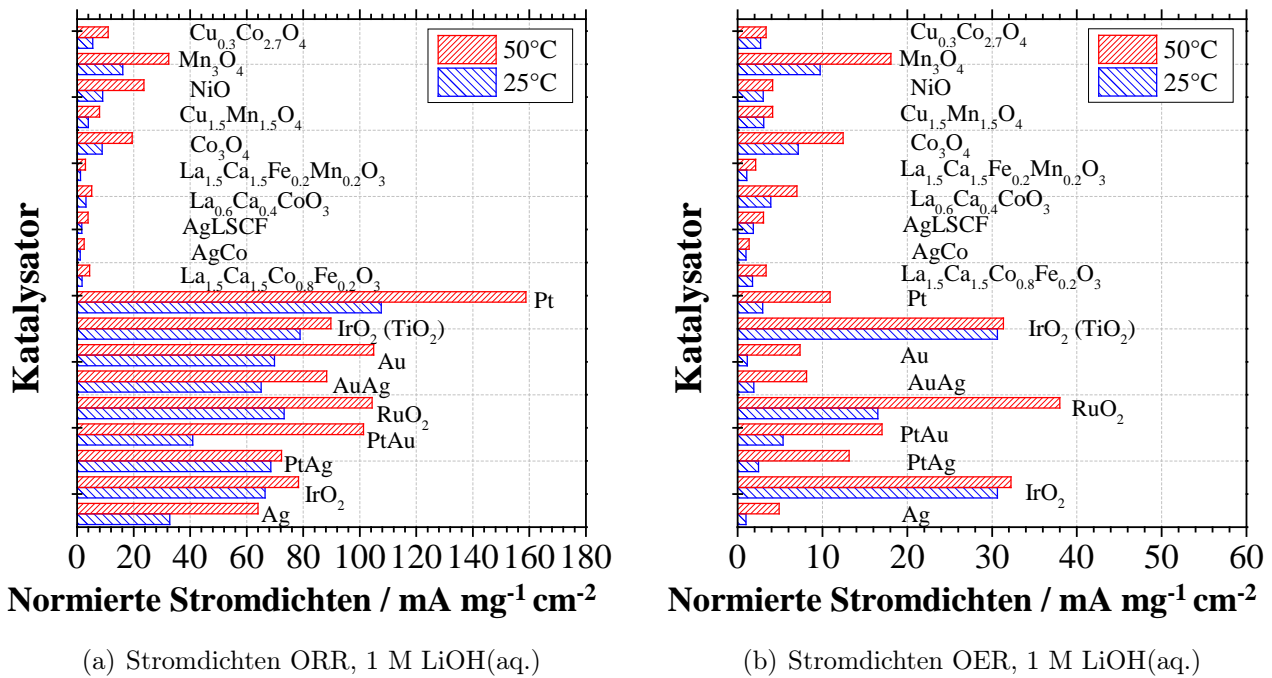 Cu0.3Co2.7O4
Mn3O4
NiO
Cu1.5Mn1.5O4
Co3O4
La1.5Ca1.5Fe0.2Mn0.2O3
La0.6Ca0.4CoO3
AgLSCF
AgCo
La1.5Ca1.5Co0.8Fe0.2O3
Pt
IrO2 (TiO2)
Au
AuAg
RuO2
PtAu
PtAg
IrO2
Ag
50°C
25°C
Katalysator
0 20 40 60 80 100 120 140 160 180
Normierte Stromdichten / mA mg-1 cm-2
(a) Stromdichten ORR, 1 M LiOH(aq.)
Cu0.3Co2.7O4
Mn3O4
NiO
Cu1.5Mn1.5O4
Co3O4
La1.5Ca1.5Fe0.2Mn0.2O3
La0.6Ca0.4CoO3
AgLSCF
AgCo
La1.5Ca1.5Co0.8Fe0.2O3
Pt
IrO2 (TiO2)
Au
AuAg
RuO2
PtAu
PtAg
IrO2
Ag
50°C
25°C
Katalysator
0 10 20 30 40 50 60
Normierte Stromdichten / mA mg-1 cm-2
(b) Stromdichten OER, 1 M LiOH(aq.)